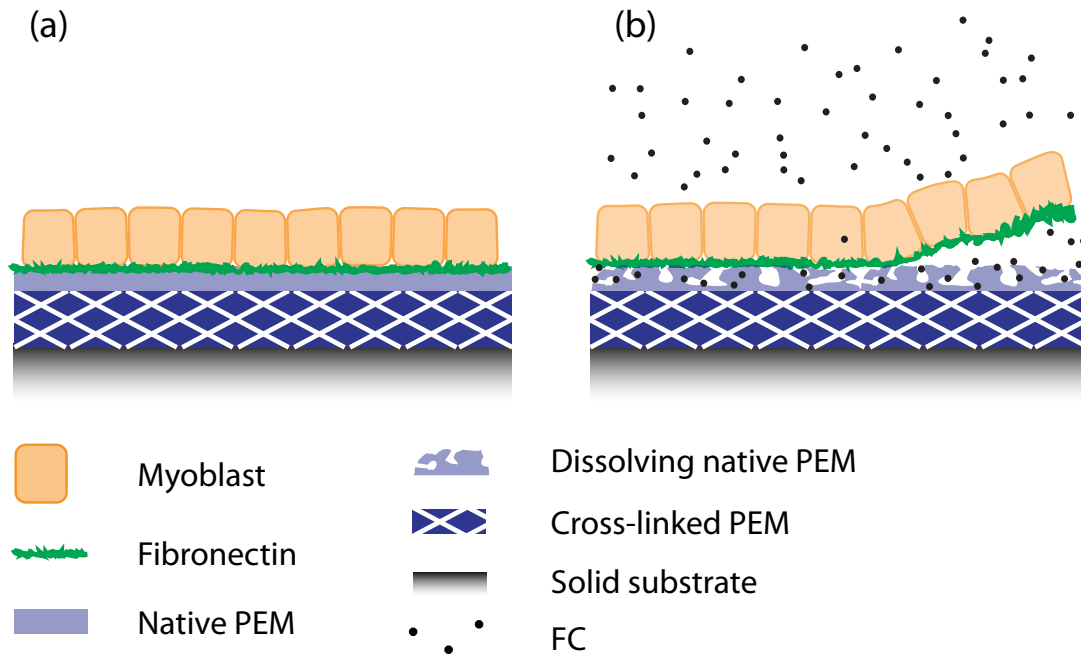 (a)
(b)
Myoblast
Fibronectin
Native PEM
Dissolving native PEM
Cross-linked PEM
Solid substrate
FC